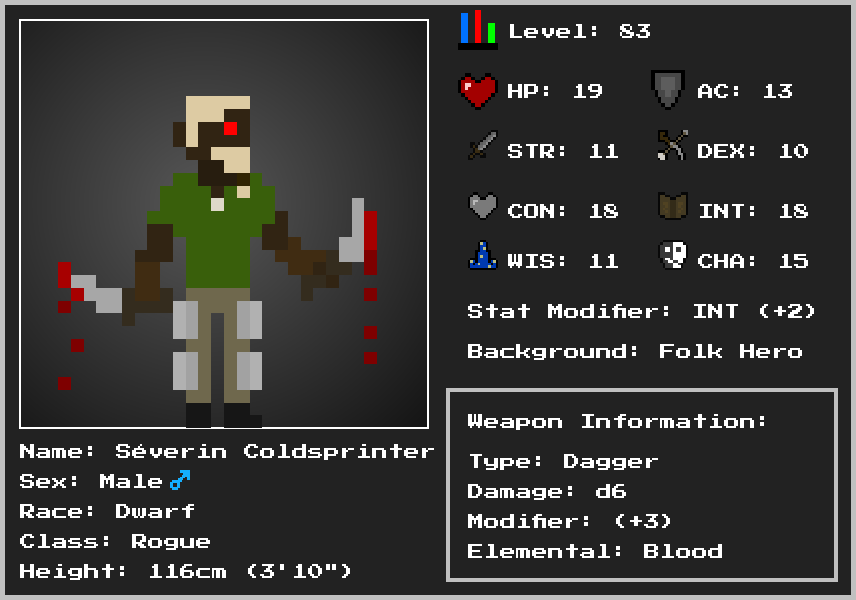 Level: 83
HP: 19
AC: 13
STR: 11
DEX: 10
CON: 18
INT: 18
WIS: 11
CHA: 15
Stat Modifier: INT (+2)
Background: Folk Hero
Weapon Information:
Type: Dagger
Damage: d6
Modifier: (+3)
Elemental: Blood
Name: Séverin Coldsprinter
Sex: Male♂
Race: Dwarf
Class: Rogue
Height: 116cm (3'10")